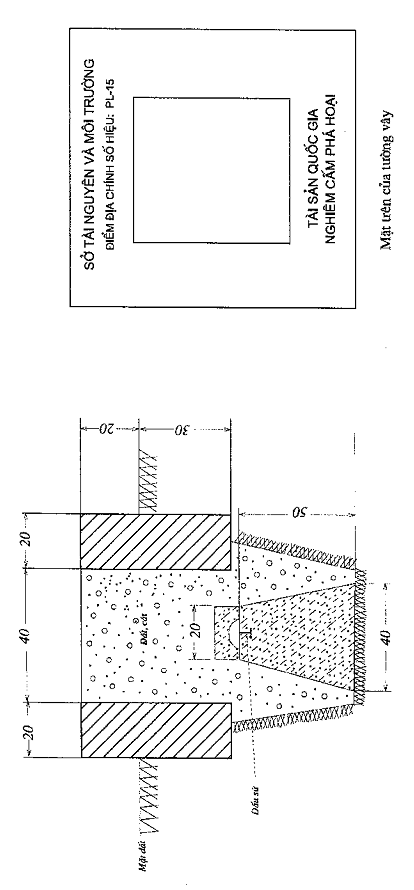 SỞ TÀI NGUYÊN VÀ MÔI TRƯỜNG
ĐIỂM ĐỊA CHÍNH SỐ HIỆU: PL-15
TÀI SẢN QUỐC GIA
NGHIÊM CẤM PHÁ HOẠI
Mặt trên của tường vây
20
40
20
20
30
50
Đất, cát
20
40
Mặt đất
Dấu sứ